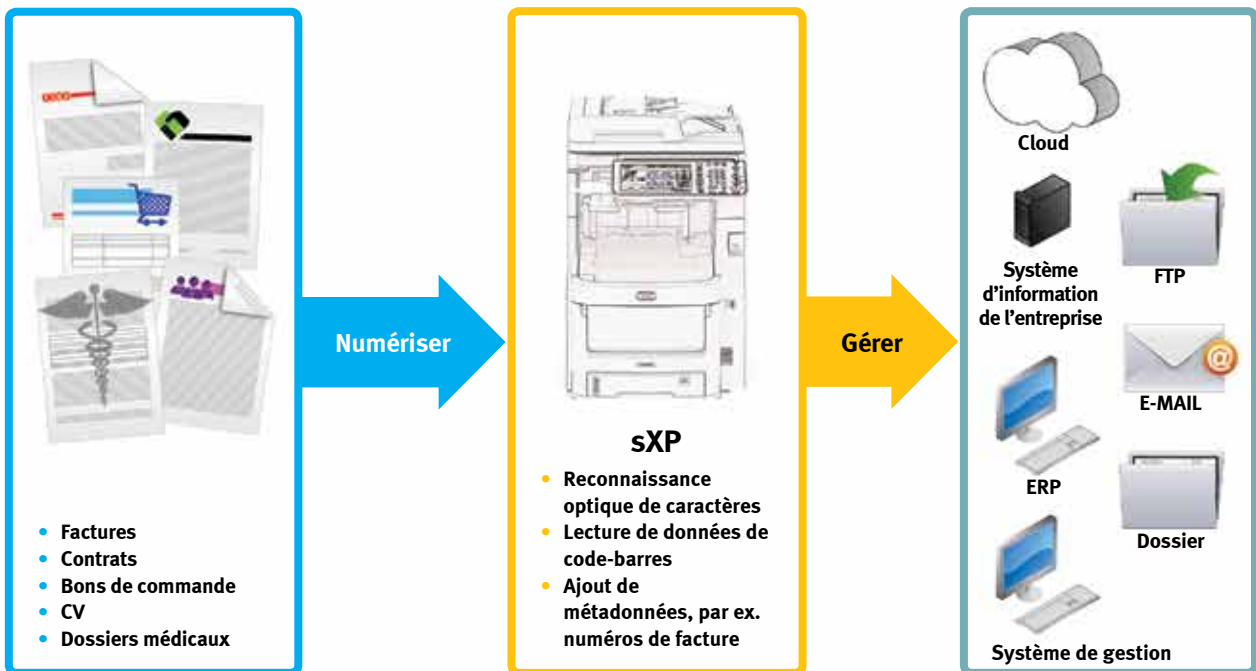 Factures
Contrats
Bons de commande
CV
Dossiers médicaux
Numériser
sXP
Reconnaissance
optique de caractères
Lecture de données de
code-barres
Ajout de
métadonnées, par ex.
numéros de facture
Gérer
Cloud
Système
d’information
de l’entreprise
FTP
E-MAIL
@
ERP
Dossier
Système de gestion